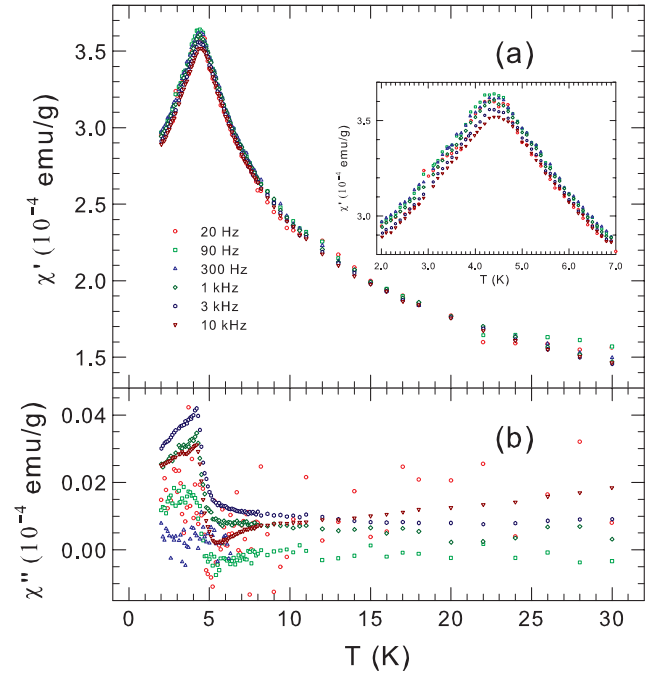 (a)
χ' (10⁻⁴ emu/g)
3.5
3.0
2.5
2.0
1.5
20 Hz
90 Hz
300 Hz
1 kHz
3 kHz
10 kHz
χ' (10⁻⁴ emu/g)
3,5
3,0
2,0 3,0 4,0 5,0 6,0 7,0
T (K)
(b)
χ'' (10⁻⁴ emu/g)
0.04
0.02
0.00
0 5 10 15 20 25 30
T (K)